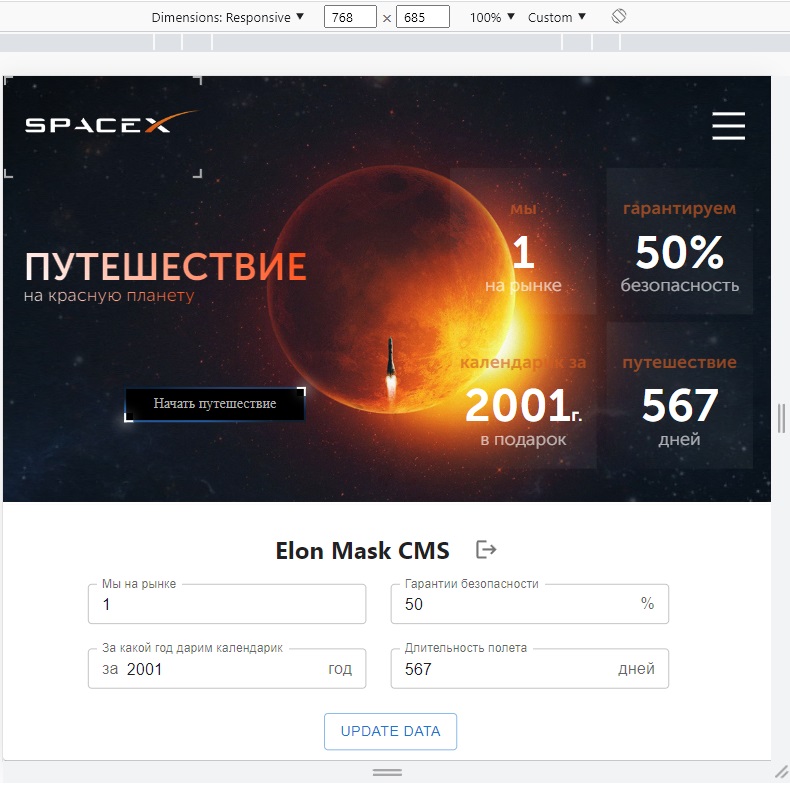 Dimensions: Responsive ▼ 768 × 685 100% ▼ Custom ▼
SPACEX
мы
1
на рынке
гарантируем
50%
безопасность
ПУТЕШЕСТВИЕ
на красную планету
календарик за
2001г.
в подарок
путешествие
567
дней
Начать путешествие
Elon Mask CMS
Мы на рынке
1
Гарантии безопасности
50 %
За какой год дарим календарик
за 2001 год
Длительность полета
567 дней
UPDATE DATA